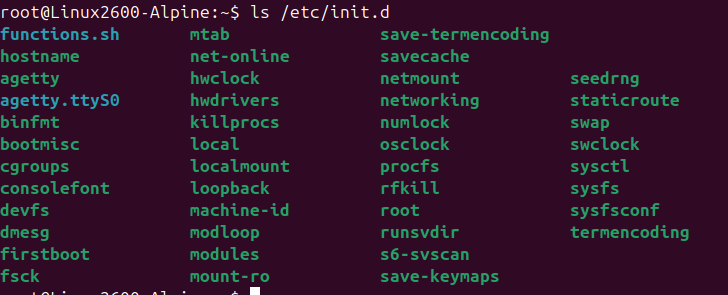 root@Linux2600-Alpine:~$ ls /etc/init.d
functions.sh mtab save-termencoding
hostname net-online savecache
agetty hwclock netmount seedrng
agetty.ttyS0 hwdrivers networking staticroute
binfmt killprocs numlock swap
bootmisc local osclock swclock
cgroups localmount procfs sysctl
consolefont loopback rfkill sysfs
devfs machine-id root sysfsconf
dmesg modloop runsvdir termencoding
firstboot modules s6-svscan
fsck mount-ro save-keymaps
root@Linux2600-Alpine:~$